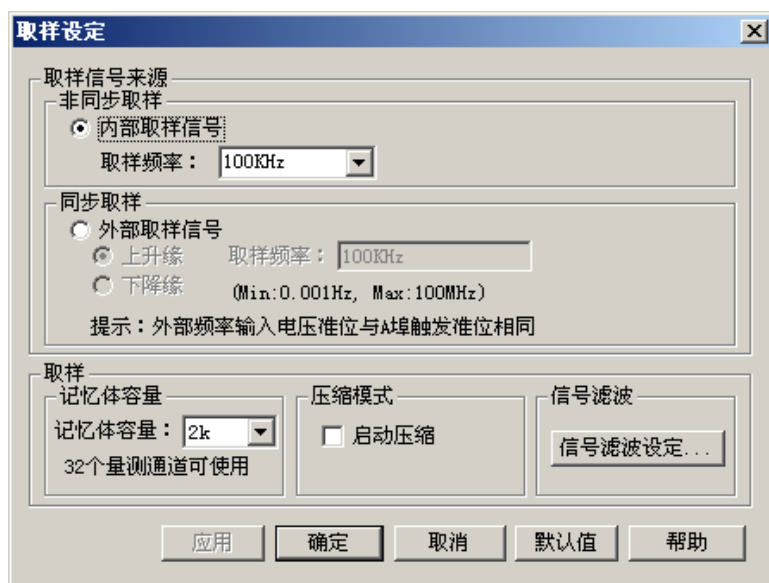 取样设定
取样信号来源
非同步取样
内部取样信号
取样频率： 100KHz
同步取样
外部取样信号
上升缘 取样频率： 100KHz
下降缘 (Min:0.001Hz, Max:100MHz)
提示：外部频率输入电压准位与A埠触发准位相同
取样
记忆体容量 压缩模式 信号滤波
记忆体容量： 2k 启动压缩 信号滤波设定...
32个量测通道可使用
应用 确定 取消 默认值 帮助